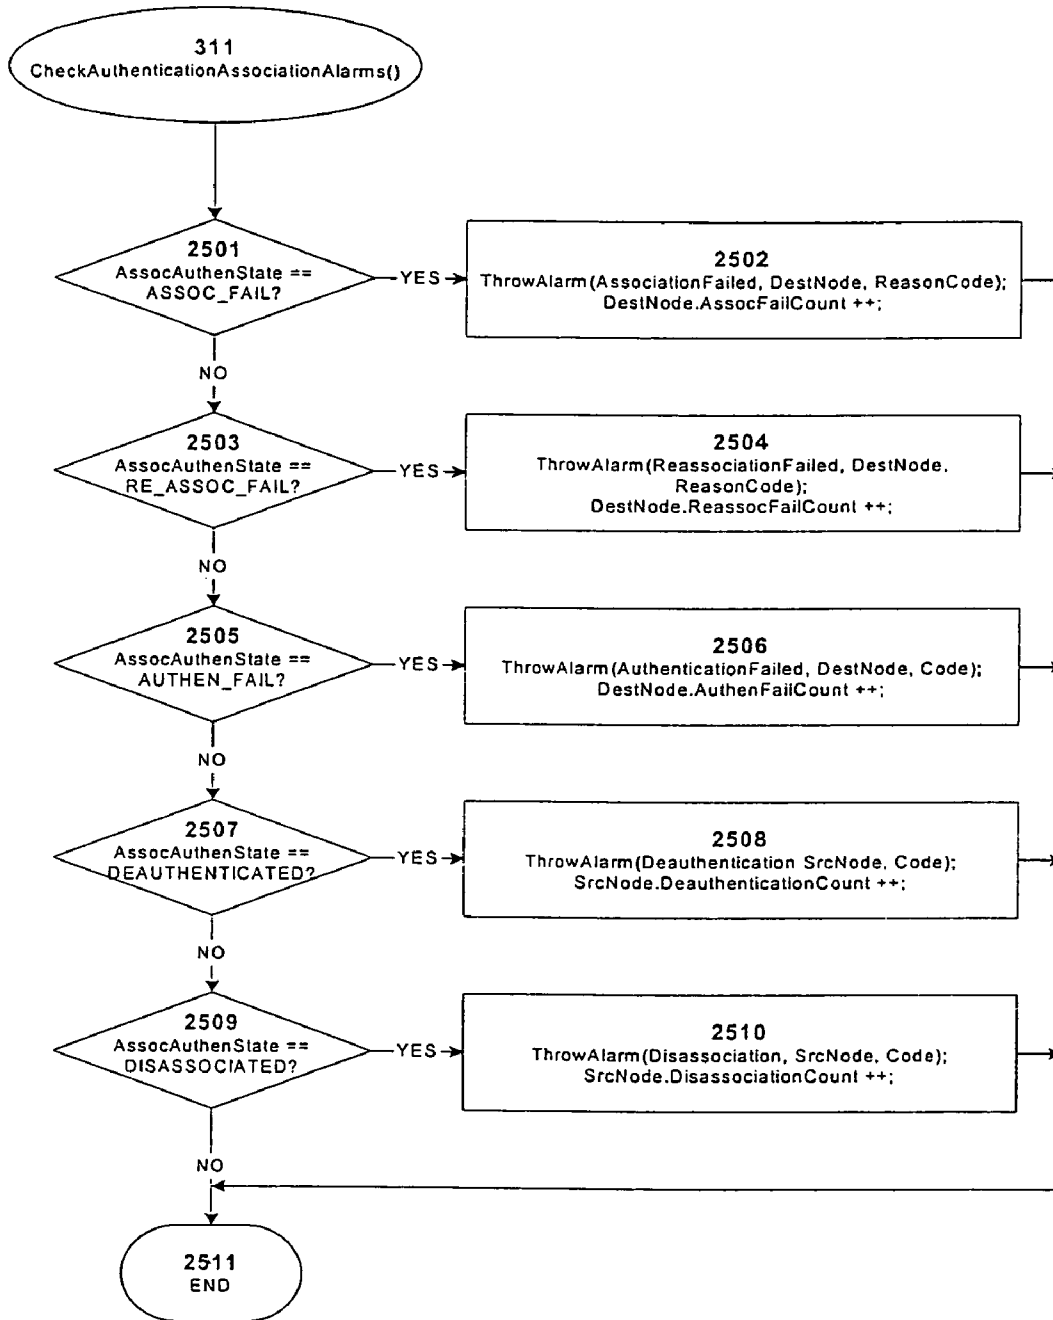 311
CheckAuthenticationAssociationAlarms()
2501
AssocAuthenState ==
ASSOC_FAIL?
YES
2502
ThrowAlarm(AssociationFailed, DestNode, ReasonCode);
DestNode.AssocFailCount ++;
NO
2503
AssocAuthenState ==
RE_ASSOC_FAIL?
YES
2504
ThrowAlarm(ReassociationFailed, DestNode.
ReasonCode);
DestNode.ReassocFailCount ++;
NO
2505
AssocAuthenState ==
AUTHEN_FAIL?
YES
2506
ThrowAlarm(AuthenticationFailed, DestNode, Code);
DestNode.AuthenFailCount ++;
NO
2507
AssocAuthenState ==
DEAUTHENTICATED?
YES
2508
ThrowAlarm(Deauthentication SrcNode, Code);
SrcNode.DeauthenticationCount ++;
NO
2509
AssocAuthenState ==
DISASSOCIATED?
YES
2510
ThrowAlarm(Disassociation, SrcNode, Code);
SrcNode.DisassociationCount ++;
NO
2511
END